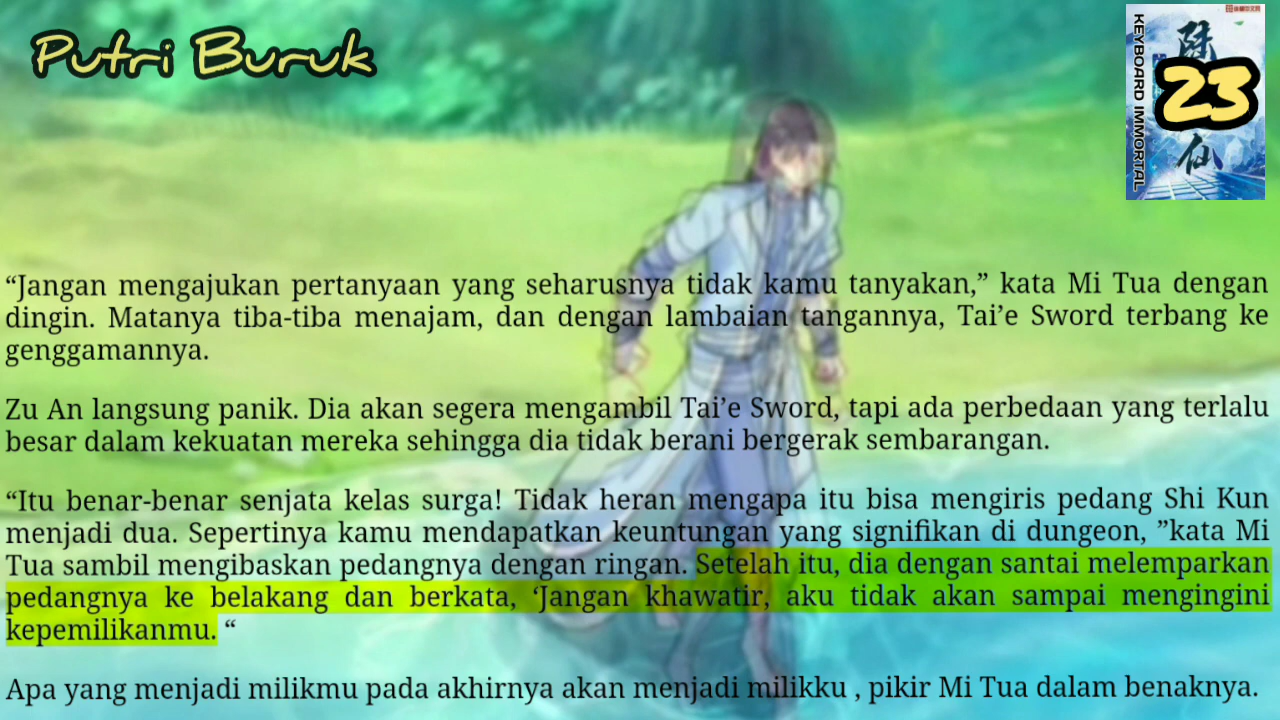 Putri Buruk
陆
23
仙
KEYBOARD IMMORTAL
“Jangan mengajukan pertanyaan yang seharusnya tidak kamu tanyakan,” kata Mi Tua dengan
dingin. Matanya tiba-tiba menajam, dan dengan lambaian tangannya, Tai’e Sword terbang ke
genggamannya.
Zu An langsung panik. Dia akan segera mengambil Tai’e Sword, tapi ada perbedaan yang terlalu
besar dalam kekuatan mereka sehingga dia tidak berani bergerak sembarangan.
“Itu benar-benar senjata kelas surga! Tidak heran mengapa itu bisa mengiris pedang Shi Kun
menjadi dua. Sepertinya kamu mendapatkan keuntungan yang signifikan di dungeon, ”kata Mi
Tua sambil mengibaskan pedangnya dengan ringan. Setelah itu, dia dengan santai melemparkan
pedangnya ke belakang dan berkata, ‘Jangan khawatir, aku tidak akan sampai mengingini
kepemilikanmu. “
Apa yang menjadi milikmu pada akhirnya akan menjadi milikku , pikir Mi Tua dalam benaknya.